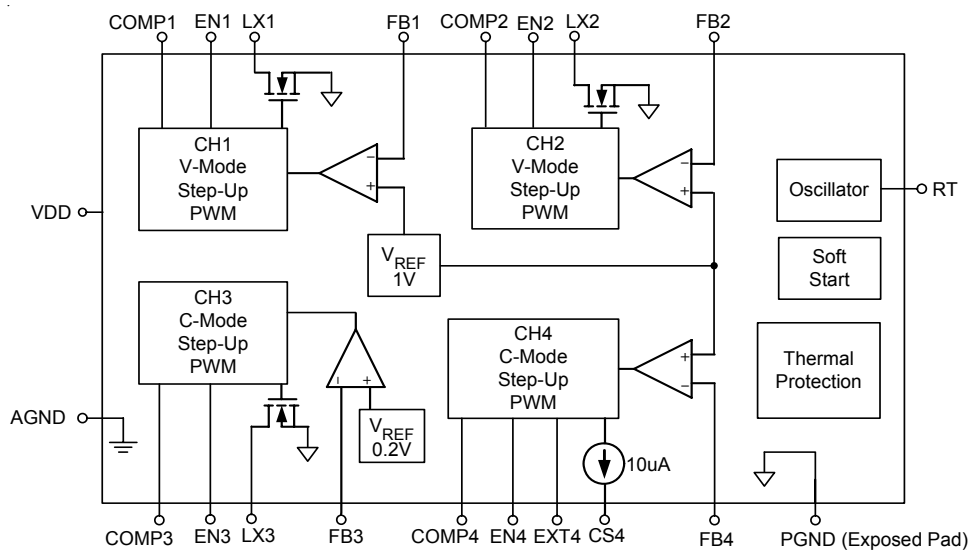 COMP1 EN1 LX1 FB1 COMP2 EN2 LX2 FB2
CH1
V-Mode
Step-Up
PWM
CH2
V-Mode
Step-Up
PWM
Oscillator
RT
VDD
VREF
1V
Soft
Start
CH3
C-Mode
Step-Up
PWM
CH4
C-Mode
Step-Up
PWM
Thermal
Protection
AGND
VREF
0.2V
10uA
COMP3 EN3 LX3 FB3 COMP4 EN4 EXT4 CS4 FB4 PGND (Exposed Pad)